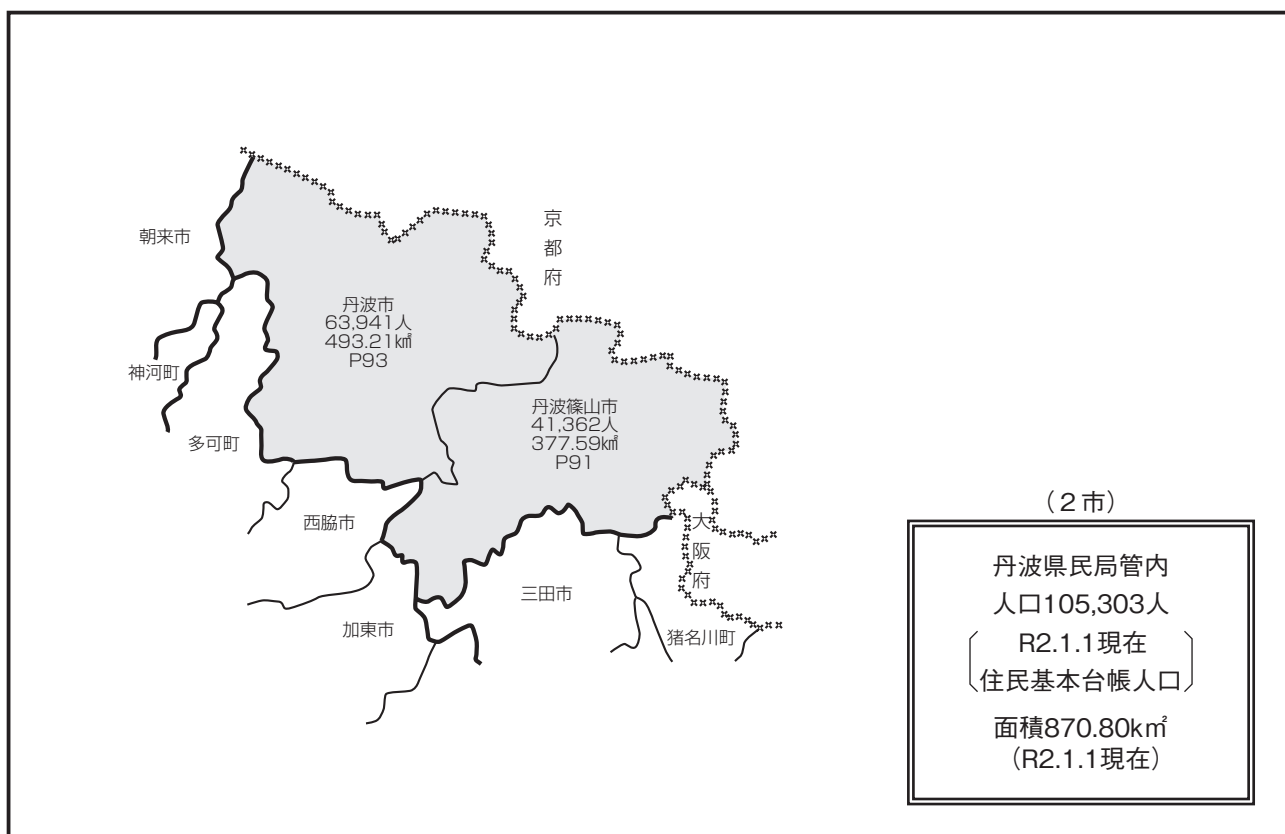 京都府
朝来市
丹波市
63,941人
493.21㎢
P93
神河町
丹波篠山市
41,362人
377.59㎢
P91
多可町
西脇市
大阪府
三田市
加東市
猪名川町
（２市）
丹波県民局管内
人口105,303人
R2.1.1現在
住民基本台帳人口
面積870.80k㎡
（R2.1.1現在）